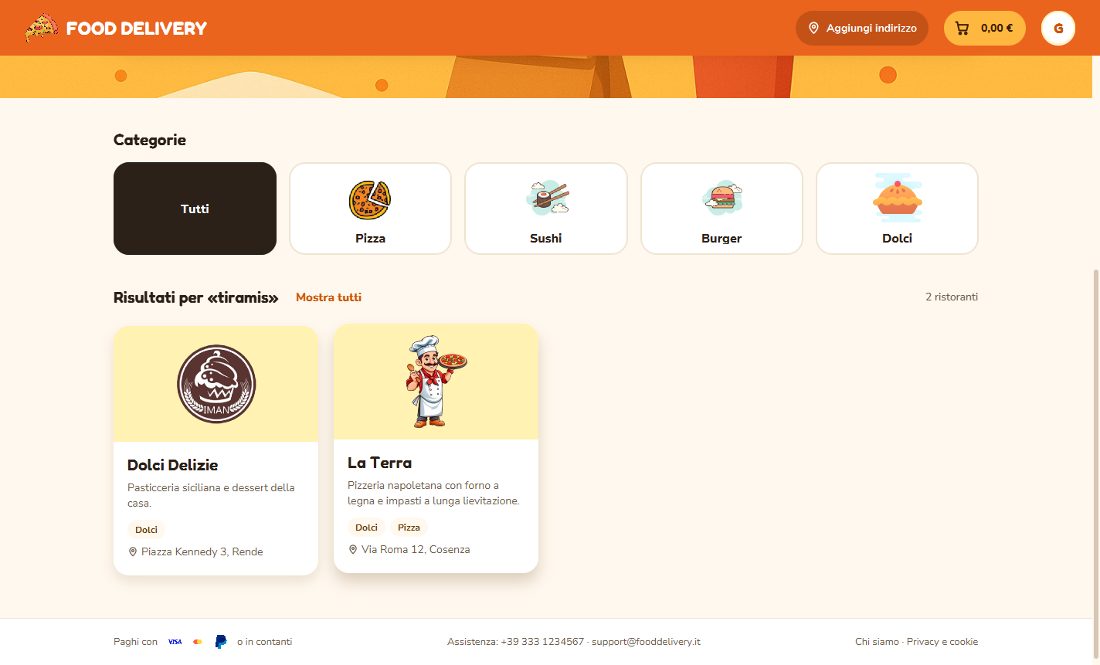 FOOD DELIVERY
Aggiungi indirizzo
0,00 €
G
Categorie
Tutti
Pizza
Sushi
Burger
Dolci
Risultati per «tiramis»
Mostra tutti
2 ristoranti
IMAN
Dolci Delizie
Pasticceria siciliana e dessert della
casa.
Dolci
Piazza Kennedy 3, Rende
La Terra
Pizzeria napoletana con forno a
legna e impasti a lunga lievitazione.
Dolci
Pizza
Via Roma 12, Cosenza
Paghi con
VISA
o in contanti
Assistenza: +39 333 1234567 · support@fooddelivery.it
Chi siamo · Privacy e cookie